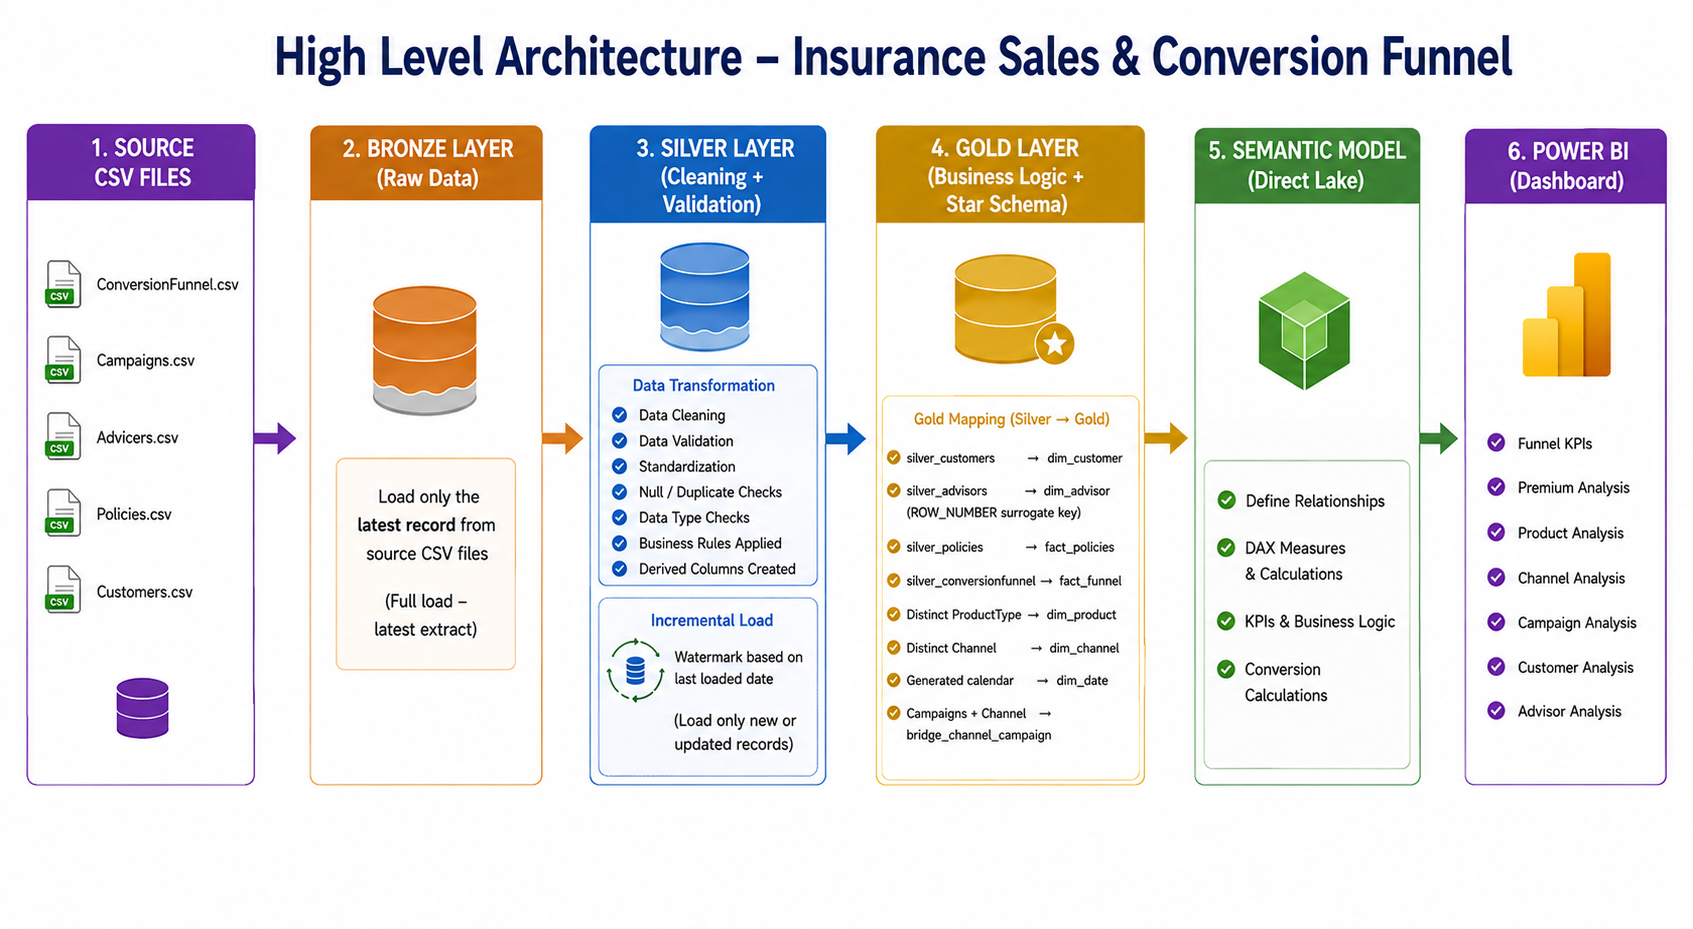 High Level Architecture – Insurance Sales & Conversion Funnel
1. SOURCE
CSV FILES
CSV
ConversionFunnel.csv
CSV
Campaigns.csv
CSV
Advicers.csv
CSV
Policies.csv
CSV
Customers.csv
2. BRONZE LAYER
(Raw Data)
Load only the
latest record from
source CSV files
(Full load –
latest extract)
3. SILVER LAYER
(Cleaning +
Validation)
Data Transformation
Data Cleaning
Data Validation
Standardization
Null / Duplicate Checks
Data Type Checks
Business Rules Applied
Derived Columns Created
Incremental Load
Watermark based on
last loaded date
(Load only new or
updated records)
4. GOLD LAYER
(Business Logic +
Star Schema)
Gold Mapping (Silver → Gold)
silver_customers → dim_customer
silver_advisors → dim_advisor
(ROW_NUMBER surrogate key)
silver_policies → fact_policies
silver_conversionfunnel → fact_funnel
Distinct ProductType → dim_product
Distinct Channel → dim_channel
Generated calendar → dim_date
Campaigns + Channel →
bridge_channel_campaign
5. SEMANTIC MODEL
(Direct Lake)
Define Relationships
DAX Measures
& Calculations
KPIs & Business Logic
Conversion
Calculations
6. POWER BI
(Dashboard)
Funnel KPIs
Premium Analysis
Product Analysis
Channel Analysis
Campaign Analysis
Customer Analysis
Advisor Analysis